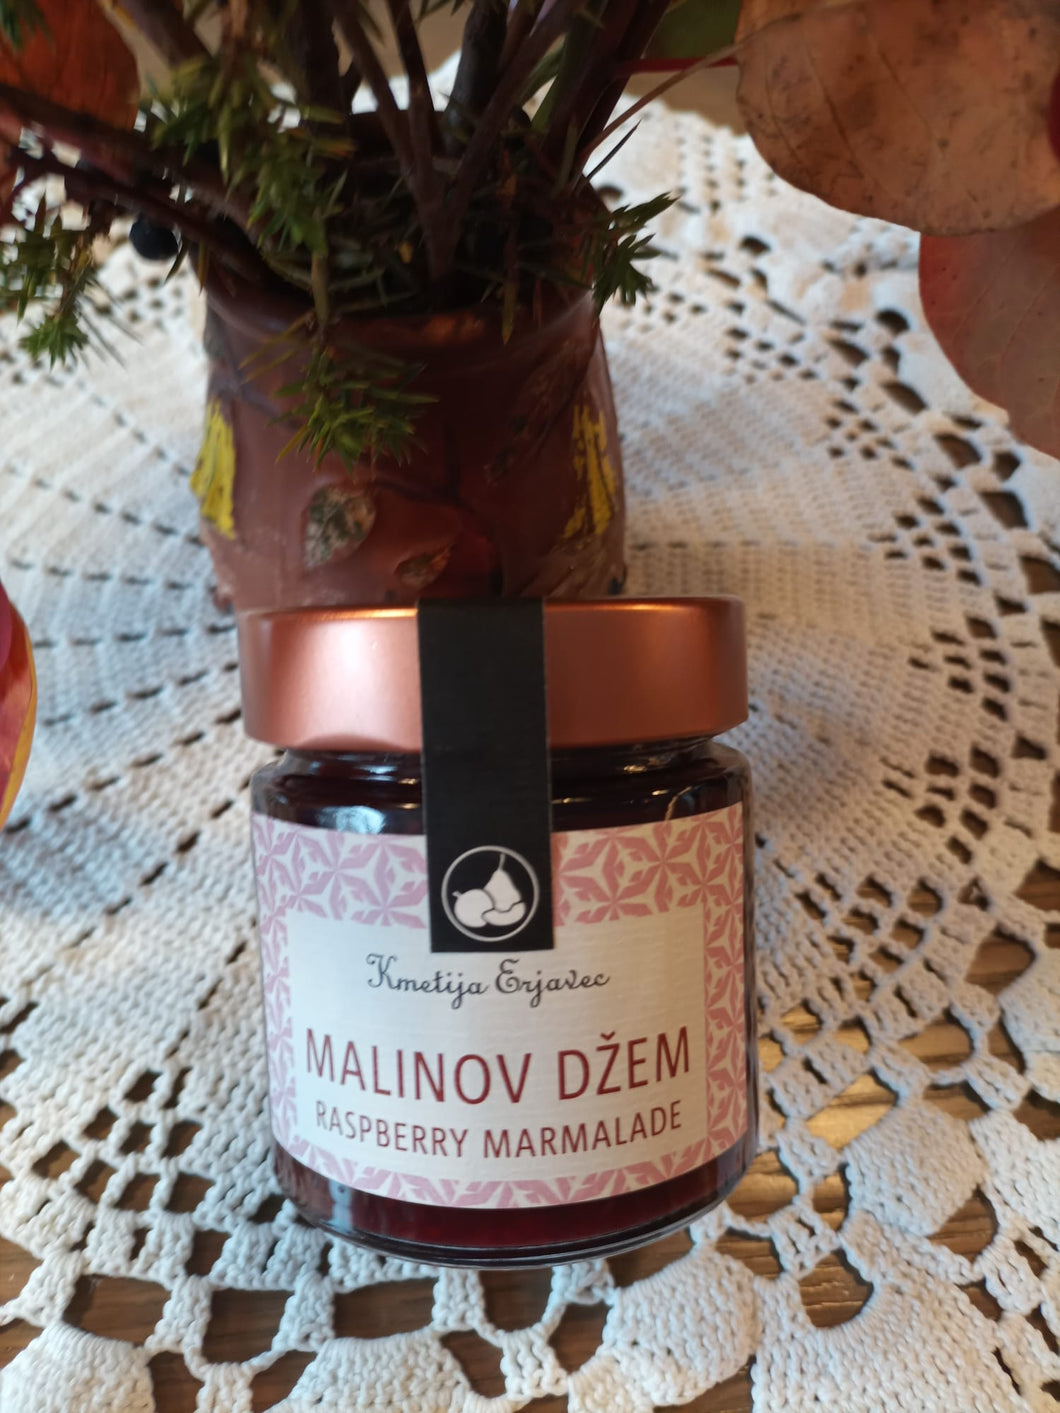 Kmetija Erjavec
MALINOV DŽEM
RASPBERRY MARMALADE